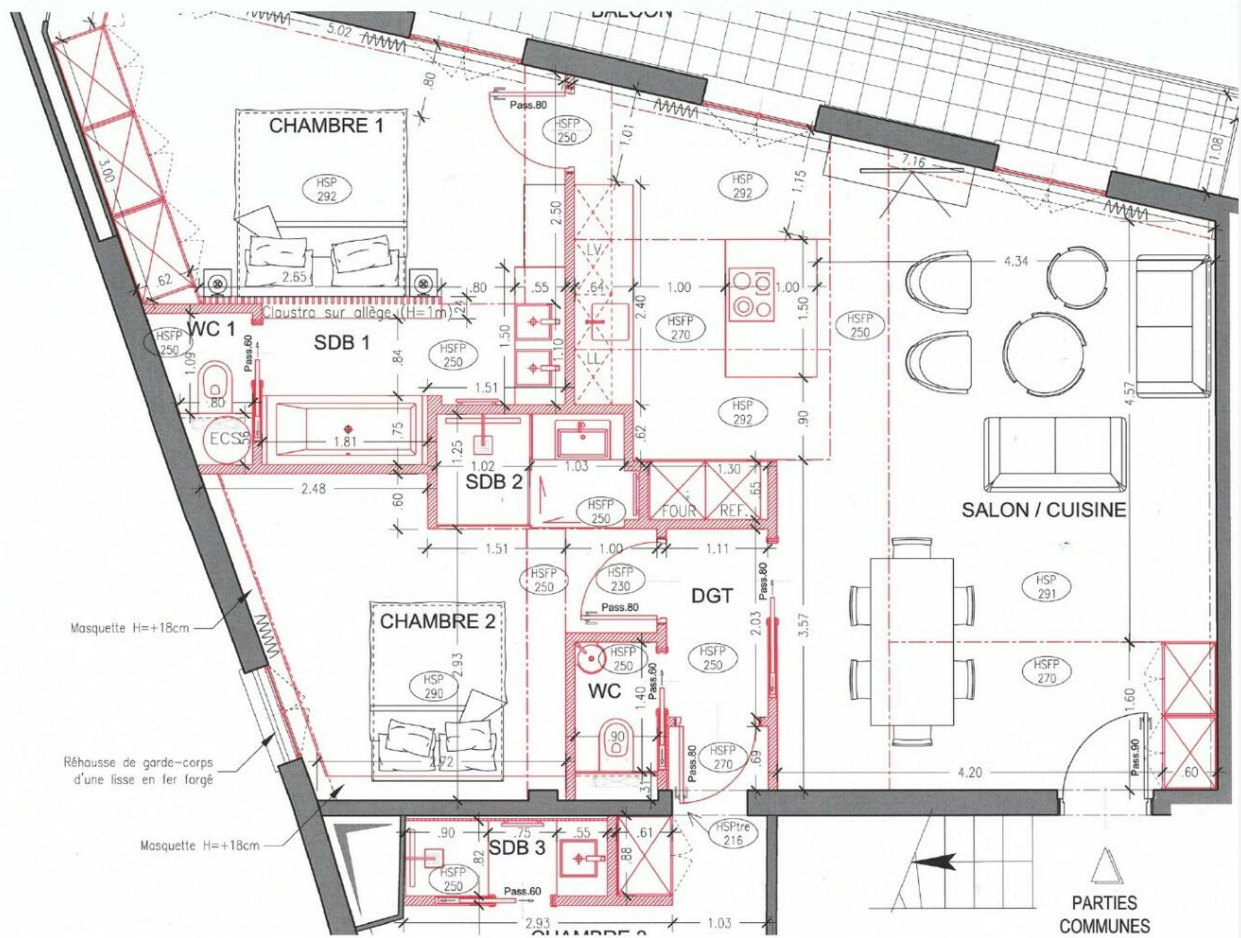 BALCON
5.02
.80
Pass.80
HSFP
250
1.01
CHAMBRE 1
HSP
292
3.00
2.50
HSP
292
1.15
7.16
1.08
.62
2.65
.80
.55
.64
LV
2.40
1.00
1.00
4.34
Claustra sur allège (H=1m)
.24
1.50
1.10
WC 1
HSFP
250
1.09
Pass.60
SDB 1
.84
HSFP
250
HSFP
270
1.50
HSFP
250
LL
1.51
.80
ECS
.56
1.81
.75
1.25
.62
HSP
292
.90
4.57
1.02
1.03
SDB 2
1.30
.65
FOUR
REF.
2.48
.60
HSFP
250
SALON / CUISINE
1.51
1.00
1.11
HSFP
250
HSFP
230
Pass.80
DGT
Pass.80
HSP
291
CHAMBRE 2
Masquette H=+18cm
2.93
2.03
3.57
HSP
290
HSFP
250
Pass.60
HSFP
250
WC
1.40
HSFP
270
1.60
.90
Réhausse de garde-corps
d'une lisse en fer forgé
2.72
.31
Pass.80
HSFP
270
.69
4.20
Pass.90
.60
Masquette H=+18cm
.90
.75
.55
.61
HSPtre
216
SDB 3
.82
.88
HSFP
250
Pass.60
2.93
1.03
PARTIES
COMMUNES
CHAMBRE 3